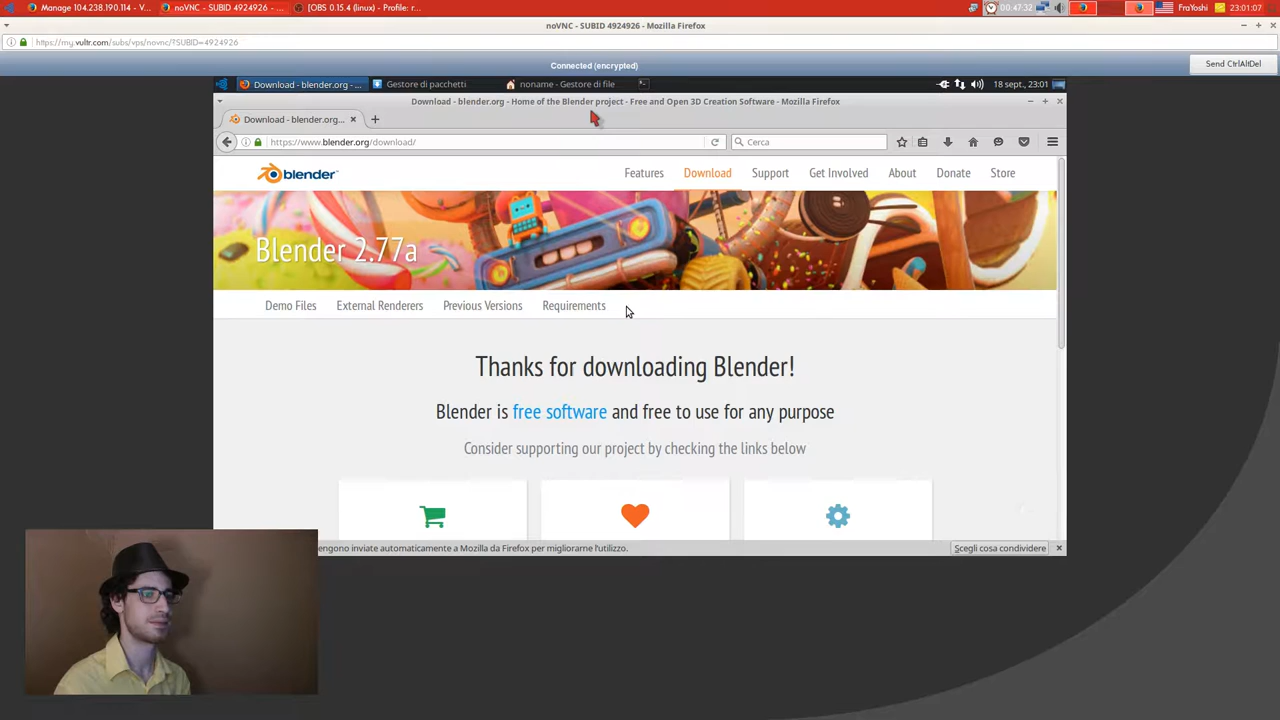 Manage 104.238.190.114 - V...
noVNC - SUBID 4924926 - ...
[OBS 0.15.4 (linux) - Profile: r...
00:47:32
FraYoshi
23:01:07
noVNC - SUBID 4924926 - Mozilla Firefox
https://my.vultr.com/subs/vps/novnc/?SUBID=4924926
Connected (encrypted)
Send CtrlAltDel
Download - blender.org - ...
Gestore di pacchetti
noname - Gestore di file
18 sept., 23:01
Download - blender.org - Home of the Blender project - Free and Open 3D Creation Software - Mozilla Firefox
Download - blender.org...
https://www.blender.org/download/
Cerca
blender
Features
Download
Support
Get Involved
About
Donate
Store
Blender 2.77a
Demo Files
External Renderers
Previous Versions
Requirements
Thanks for downloading Blender!
Blender is free software and free to use for any purpose
Consider supporting our project by checking the links below
engono inviate automaticamente a Mozilla da Firefox per migliorarne l'utilizzo.
Scegli cosa condividere